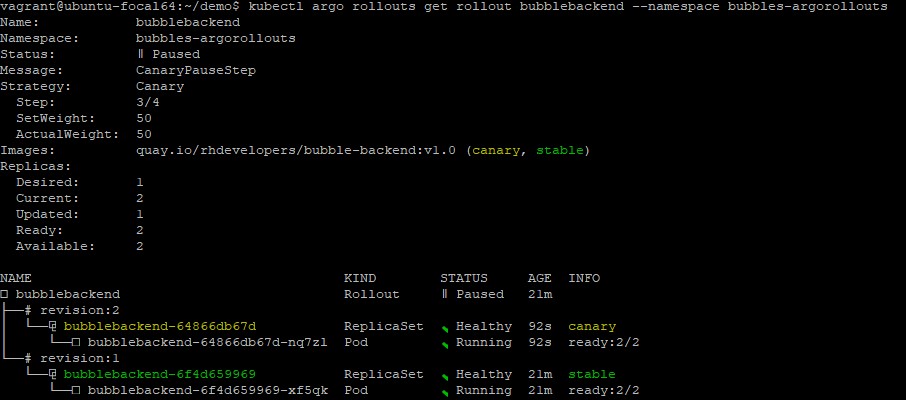 vagrant@ubuntu-focal64:~/demo$ kubectl argo rollouts get rollout bubblebackend --namespace bubbles-argorollouts
Name:            bubblebackend
Namespace:       bubbles-argorollouts
Status:          ॥ Paused
Message:         CanaryPauseStep
Strategy:        Canary
  Step:          3/4
  SetWeight:     50
  ActualWeight:  50
Images:          quay.io/rhdevelopers/bubble-backend:v1.0 (canary, stable)
Replicas:
  Desired:       1
  Current:       2
  Updated:       1
  Ready:         2
  Available:     2
NAME                                       KIND        STATUS     AGE  INFO
□ bubblebackend                            Rollout     ॥ Paused   21m
├──# revision:2
│  └──⧉ bubblebackend-64866db67d           ReplicaSet  ✔ Healthy  92s  canary
│     └──□ bubblebackend-64866db67d-nq7zl  Pod         ✔ Running  92s  ready:2/2
└──# revision:1
   └──⧉ bubblebackend-6f4d659969           ReplicaSet  ✔ Healthy  21m  stable
      └──□ bubblebackend-6f4d659969-xf5qk  Pod         ✔ Running  21m  ready:2/2